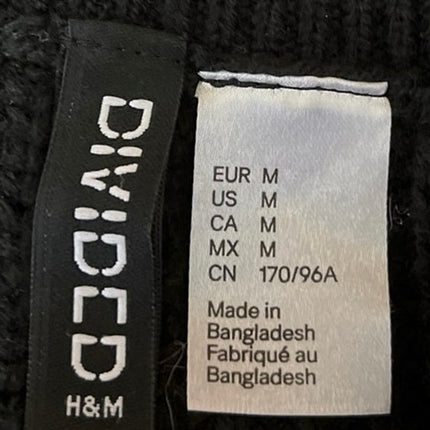 DIVIDED
H&M
EUR M
US M
CA M
MX M
CN 170/96A
Made in
Bangladesh
Fabriqué au
Bangladesh